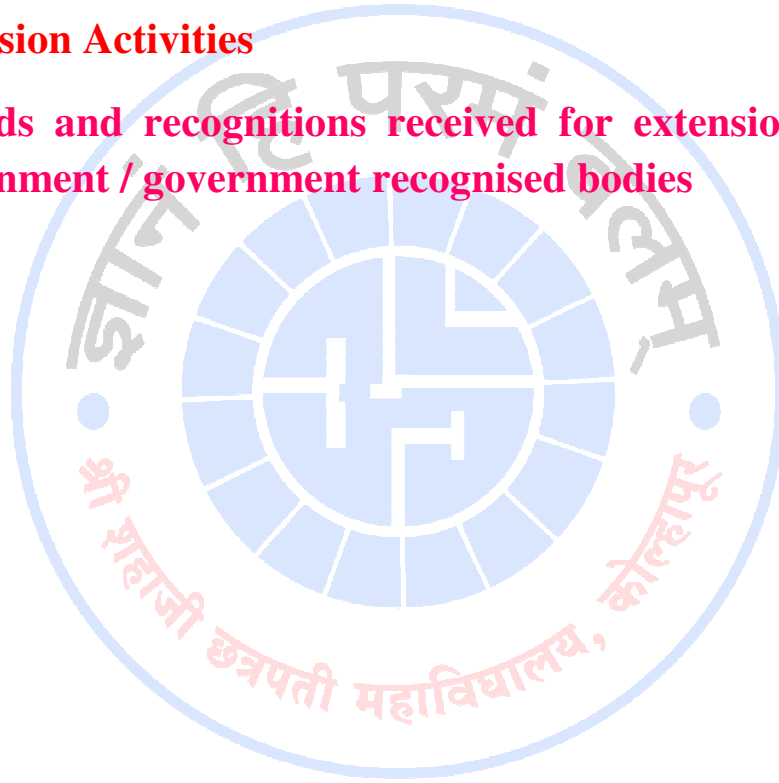 sion Activities
ds and recognitions received for extensio
nment / government recognised bodies
ज्ञानं हि परमं बलम्
श्री शहाजी छत्रपती महाविद्यालय, कोल्हापूर